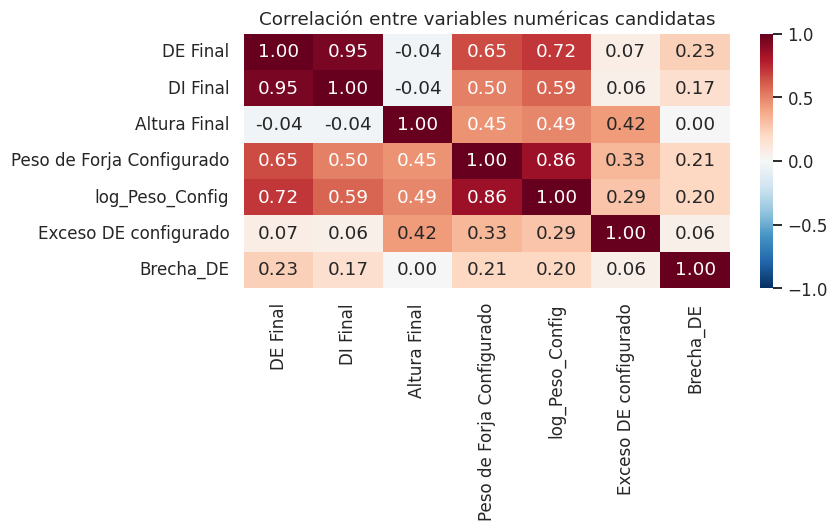 Correlación entre variables numéricas candidatas
DE Final 1.00 0.95 -0.04 0.65 0.72 0.07 0.23
DI Final 0.95 1.00 -0.04 0.50 0.59 0.06 0.17
Altura Final -0.04 -0.04 1.00 0.45 0.49 0.42 0.00
Peso de Forja Configurado 0.65 0.50 0.45 1.00 0.86 0.33 0.21
log_Peso_Config 0.72 0.59 0.49 0.86 1.00 0.29 0.20
Exceso DE configurado 0.07 0.06 0.42 0.33 0.29 1.00 0.06
Brecha_DE 0.23 0.17 0.00 0.21 0.20 0.06 1.00
DE Final
DI Final
Altura Final
Peso de Forja Configurado
log_Peso_Config
Exceso DE configurado
Brecha_DE
1.0
0.5
0.0
−0.5
−1.0